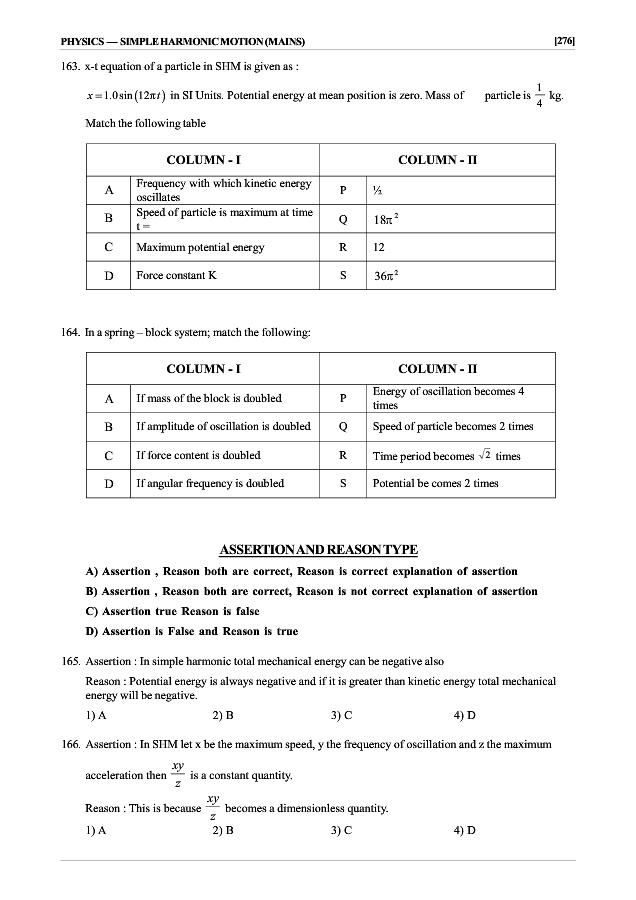 PHYSICS — SIMPLE HARMONIC MOTION (MAINS) [276]
163. x-t equation of a particle in SHM is given as :
x = 1.0 sin (12πt) in SI Units. Potential energy at mean position is zero. Mass of particle is 1/4 kg.
Match the following table
COLUMN - I COLUMN - II
A Frequency with which kinetic energy oscillates P ½
B Speed of particle is maximum at time t = Q 18π²
C Maximum potential energy R 12
D Force constant K S 36π²
164. In a spring – block system; match the following:
COLUMN - I COLUMN - II
A If mass of the block is doubled P Energy of oscillation becomes 4 times
B If amplitude of oscillation is doubled Q Speed of particle becomes 2 times
C If force content is doubled R Time period becomes √2 times
D If angular frequency is doubled S Potential be comes 2 times
ASSERTION AND REASON TYPE
A) Assertion , Reason both are correct, Reason is correct explanation of assertion
B) Assertion , Reason both are correct, Reason is not correct explanation of assertion
C) Assertion true Reason is false
D) Assertion is False and Reason is true
165. Assertion : In simple harmonic total mechanical energy can be negative also
Reason : Potential energy is always negative and if it is greater than kinetic energy total mechanical
energy will be negative.
1) A 2) B 3) C 4) D
166. Assertion : In SHM let x be the maximum speed, y the frequency of oscillation and z the maximum
acceleration then xy/z is a constant quantity.
Reason : This is because xy/z becomes a dimensionless quantity.
1) A 2) B 3) C 4) D